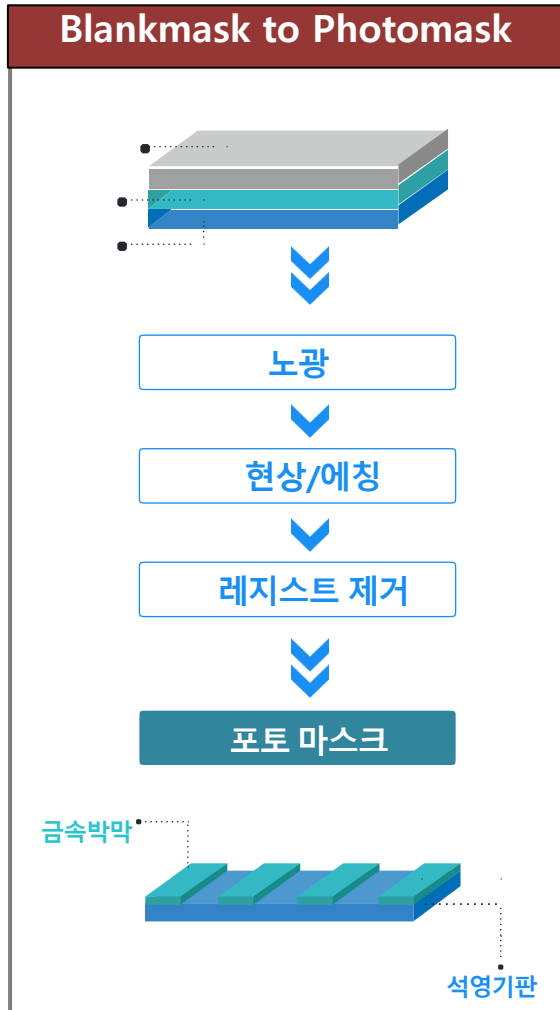 Blankmask to Photomask
노광
현상/에칭
레지스트 제거
포토 마스크
금속박막
석영기판